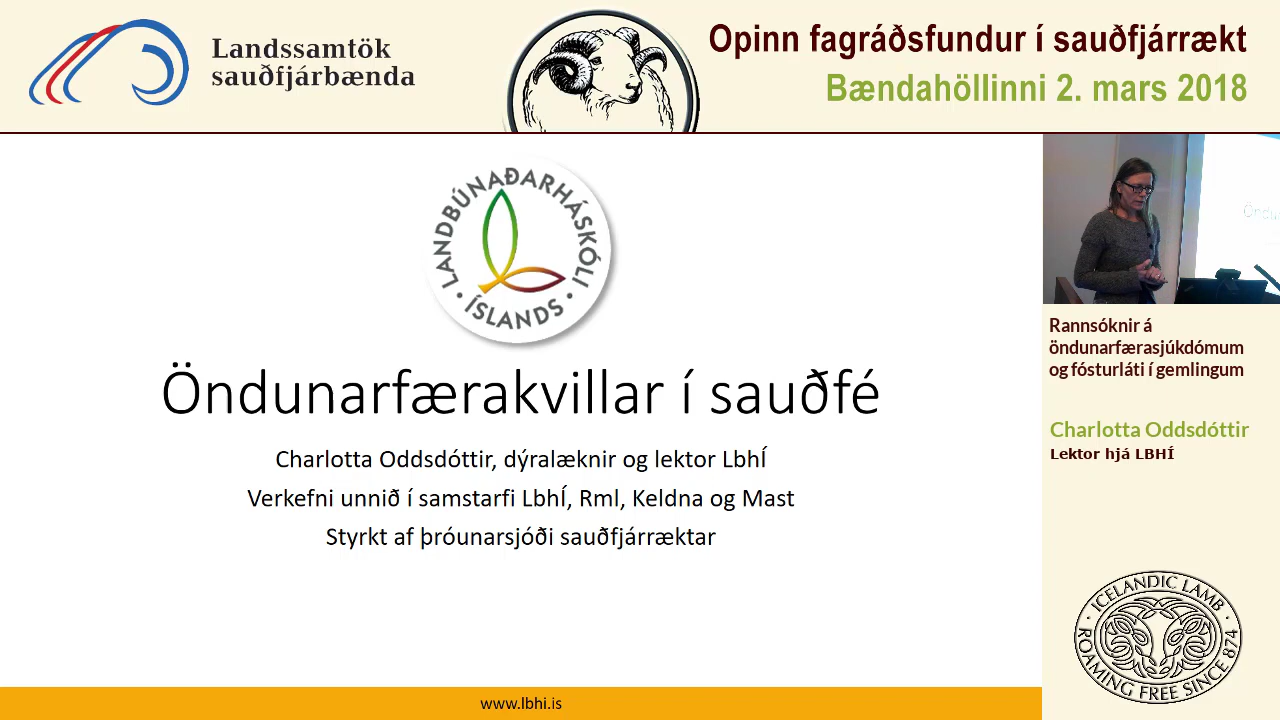 Landssamtök
sauðfjárbænda
Opinn fagráðsfundur í sauðfjárrækt
Bændahöllinni 2. mars 2018
LANDBÚNAÐARHÁSKÓLI
• ÍSLANDS •
Öndunarfærakvillar í sauðfé
Charlotta Oddsdóttir, dýralæknir og lektor LbhÍ
Verkefni unnið í samstarfi LbhÍ, Rml, Keldna og Mast
Styrkt af þróunarsjóði sauðfjárræktar
www.lbhi.is
Öndu
Rannsóknir á
öndunarfærasjúkdómum
og fósturláti í gemlingum
Charlotta Oddsdóttir
Lektor hjá LBHÍ
• ICELANDIC LAMB •
ROAMING FREE SINCE 874